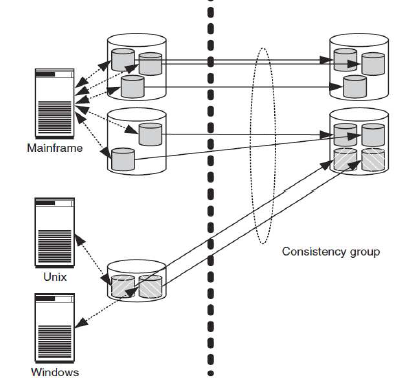 Mainframe
Consistency group
Unix
Windows